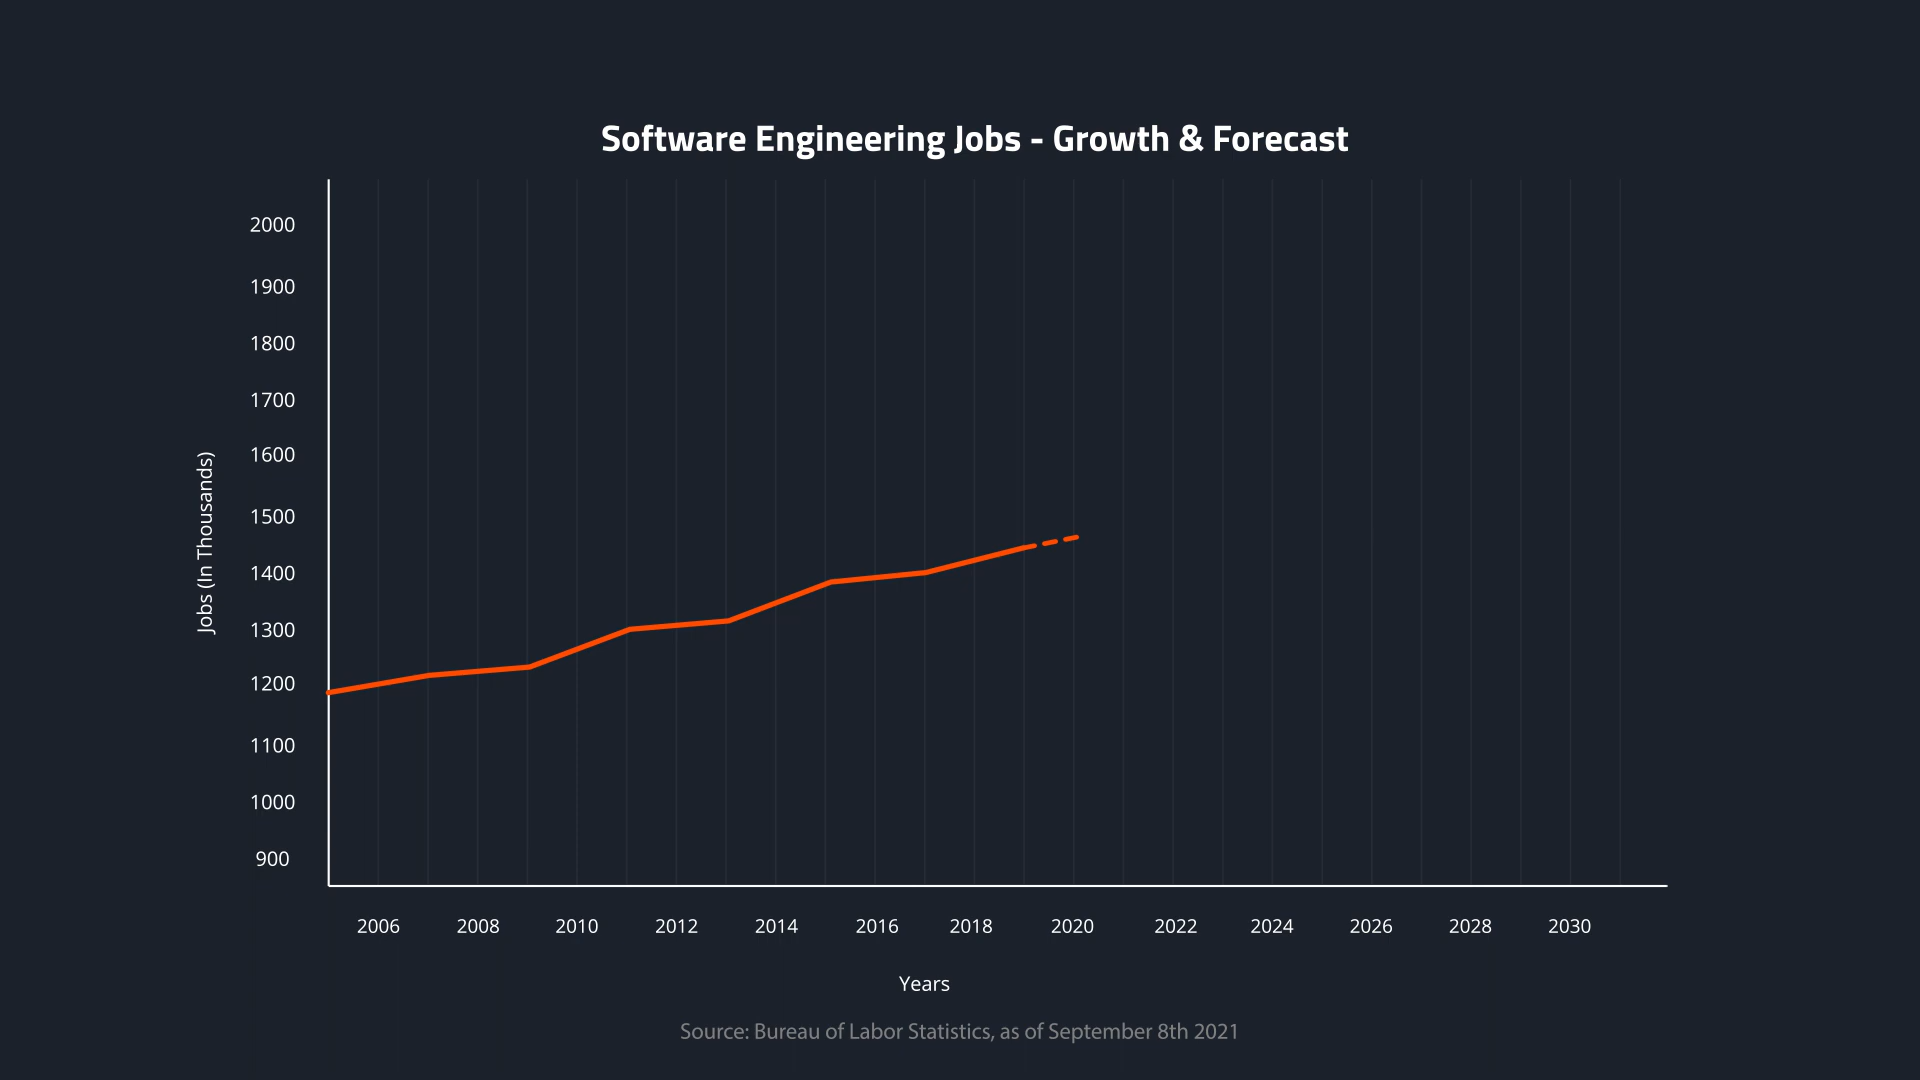 Software Engineering Jobs - Growth & Forecast
2000
1900
1800
1700
1600
1500
1400
1300
1200
1100
1000
900
Jobs (In Thousands)
2006 2008 2010 2012 2014 2016 2018 2020 2022 2024 2026 2028 2030
Years
Source: Bureau of Labor Statistics, as of September 8th 2021